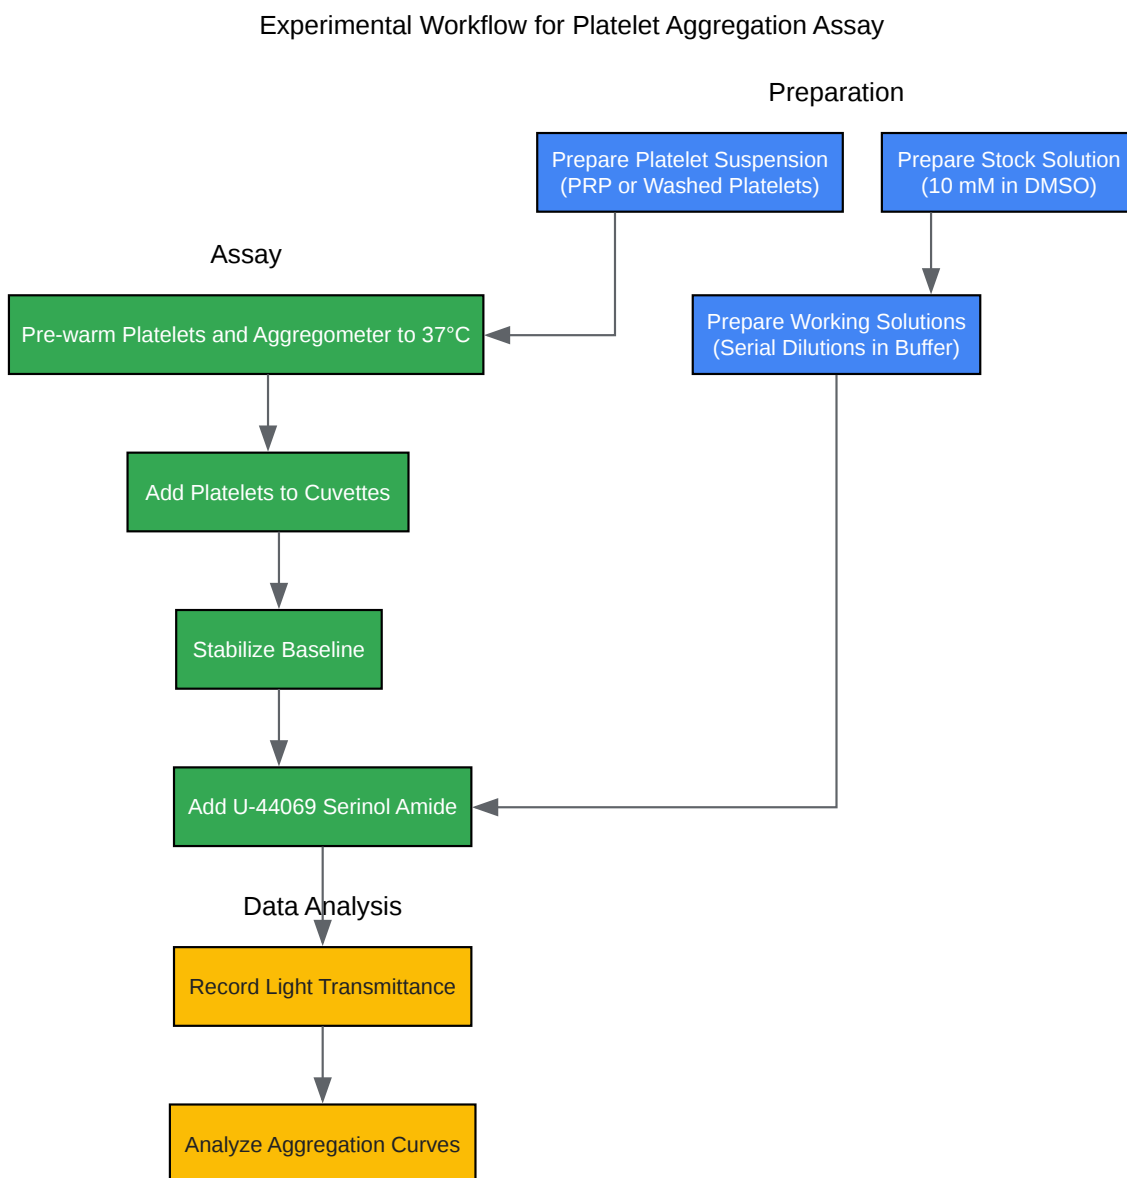 Experimental Workflow for Platelet Aggregation Assay
Preparation
Prepare Platelet Suspension
(PRP or Washed Platelets)
Prepare Stock Solution
(10 mM in DMSO)
Assay
Pre-warm Platelets and Aggregometer to 37°C
Prepare Working Solutions
(Serial Dilutions in Buffer)
Add Platelets to Cuvettes
Stabilize Baseline
Add U-44069 Serinol Amide
Data Analysis
Record Light Transmittance
Analyze Aggregation Curves